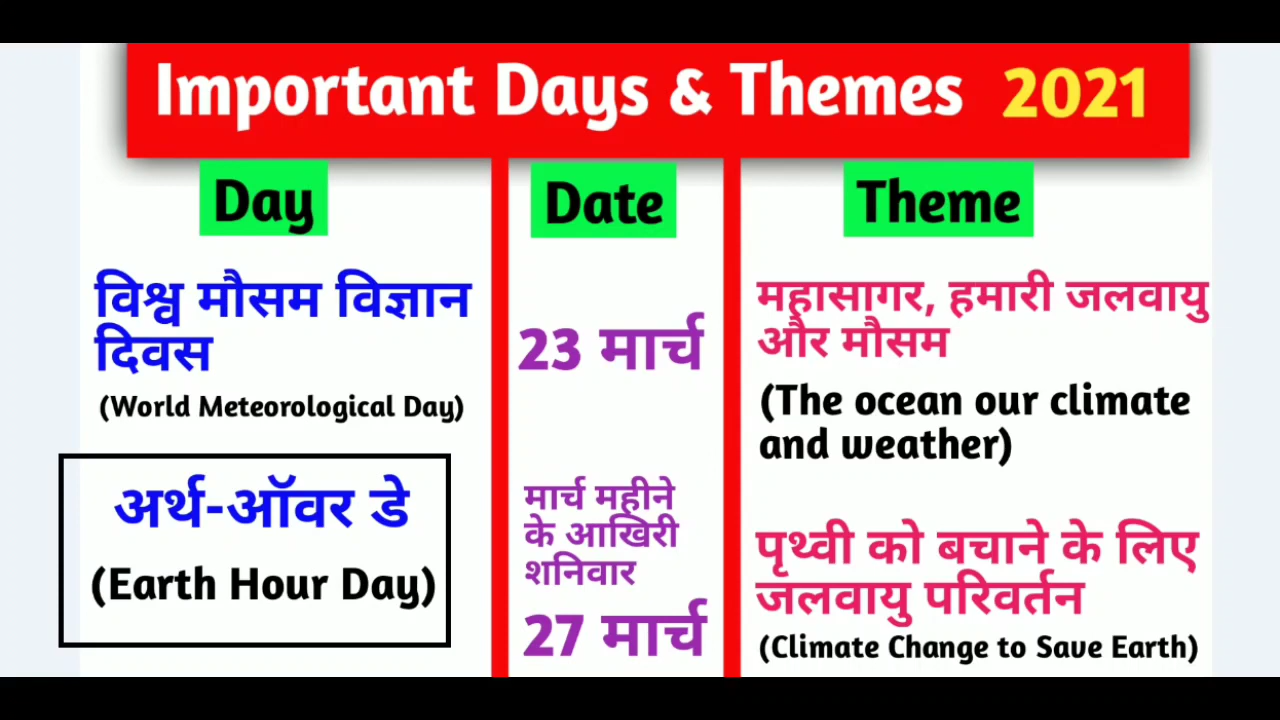 Important Days & Themes 2021
Day
Date
Theme
विश्व मौसम विज्ञान
दिवस
(World Meteorological Day)
23 मार्च
महासागर, हमारी जलवायु
और मौसम
(The ocean our climate
and weather)
अर्थ-ऑवर डे
(Earth Hour Day)
मार्च महीने
के आखिरी
शनिवार
27 मार्च
पृथ्वी को बचाने के लिए
जलवायु परिवर्तन
(Climate Change to Save Earth)